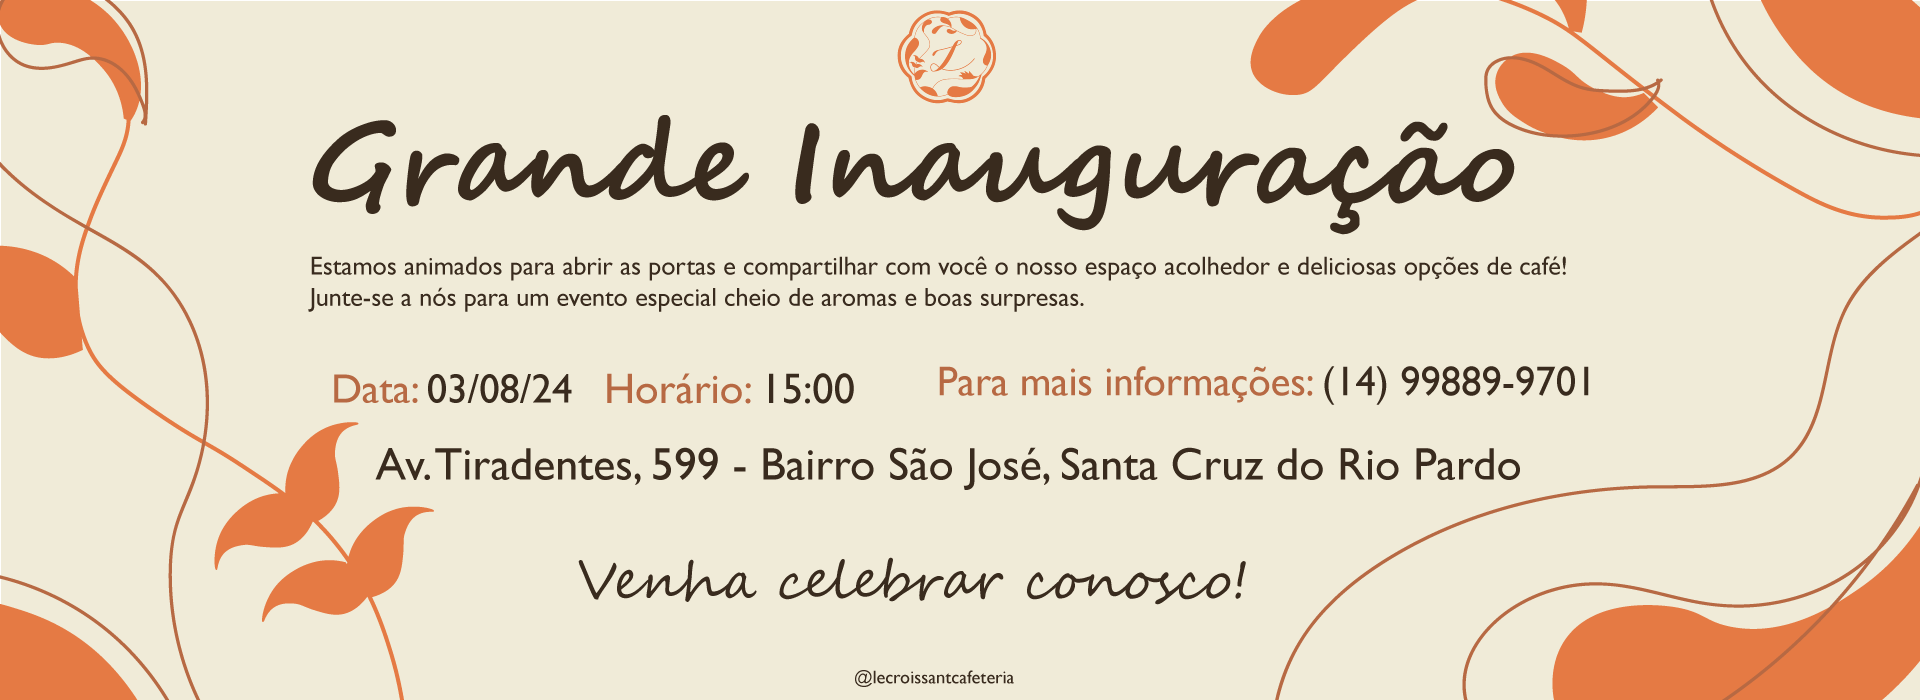 L
Grande Inauguração
Estamos animados para abrir as portas e compartilhar com você o nosso espaço acolhedor e deliciosas opções de café!
Junte-se a nós para um evento especial cheio de aromas e boas surpresas.
Data: 03/08/24 Horário: 15:00 Para mais informações: (14) 99889-9701
Av. Tiradentes, 599 - Bairro São José, Santa Cruz do Rio Pardo
Venha celebrar conosco!
@lecroissantcafeteria